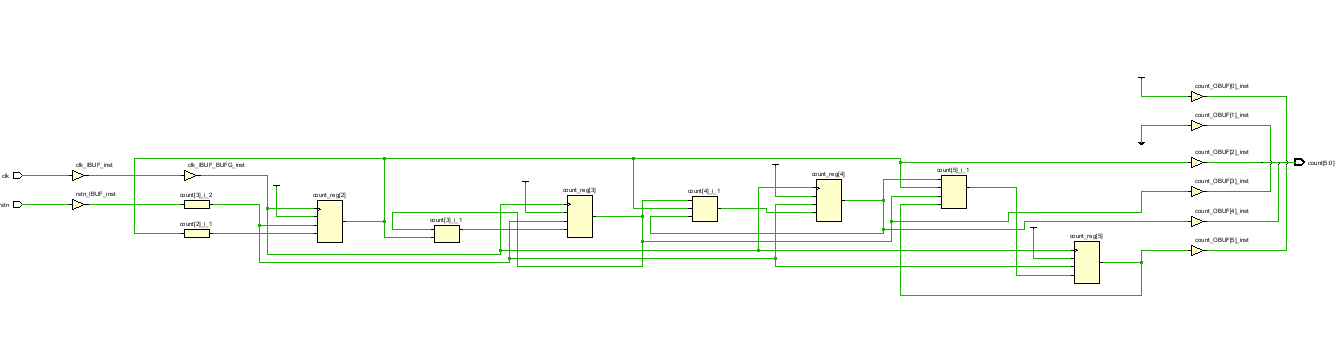 count_OBUF[0]_inst
count_OBUF[1]_inst
count_OBUF[2]_inst
count[5:0]
clk
clk_IBUF_inst
clk_IBUF_BUFG_inst
rstn
rstn_IBUF_inst
count[3]_i_2
count[2]_i_1
count_reg[2]
count[3]_i_1
count_reg[3]
count[4]_i_1
count_reg[4]
count[5]_i_1
count_OBUF[3]_inst
count_OBUF[4]_inst
count_reg[5]
count_OBUF[5]_inst